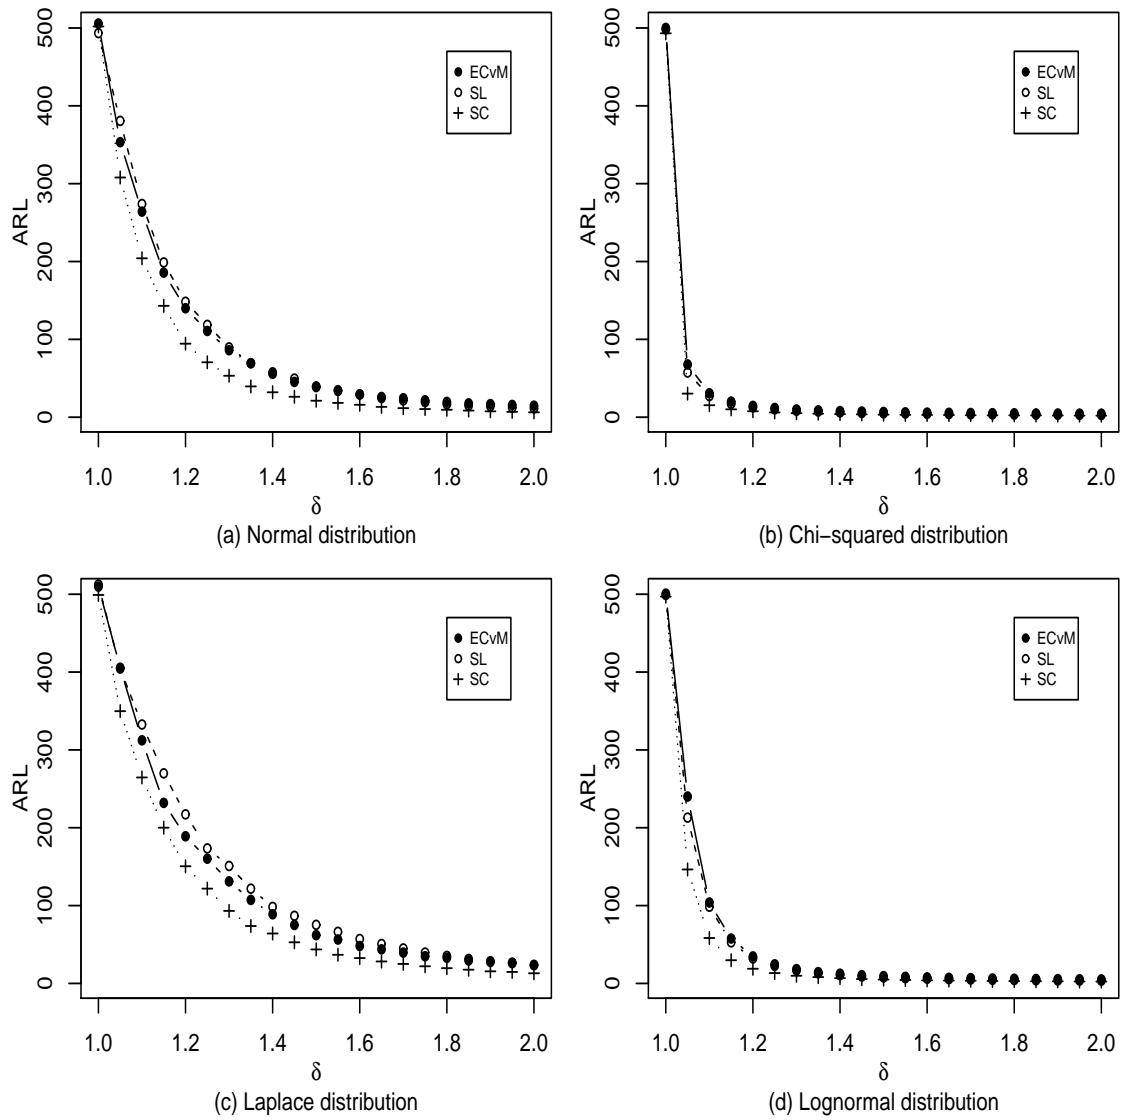 500
400
300
200
100
0
ARL
ECvM
SL
SC
1.0 1.2 1.4 1.6 1.8 2.0
δ
(a) Normal distribution
500
400
300
200
100
0
ARL
ECvM
SL
SC
1.0 1.2 1.4 1.6 1.8 2.0
δ
(b) Chi−squared distribution
500
400
300
200
100
0
ARL
ECvM
SL
SC
1.0 1.2 1.4 1.6 1.8 2.0
δ
(c) Laplace distribution
500
400
300
200
100
0
ARL
ECvM
SL
SC
1.0 1.2 1.4 1.6 1.8 2.0
δ
(d) Lognormal distribution